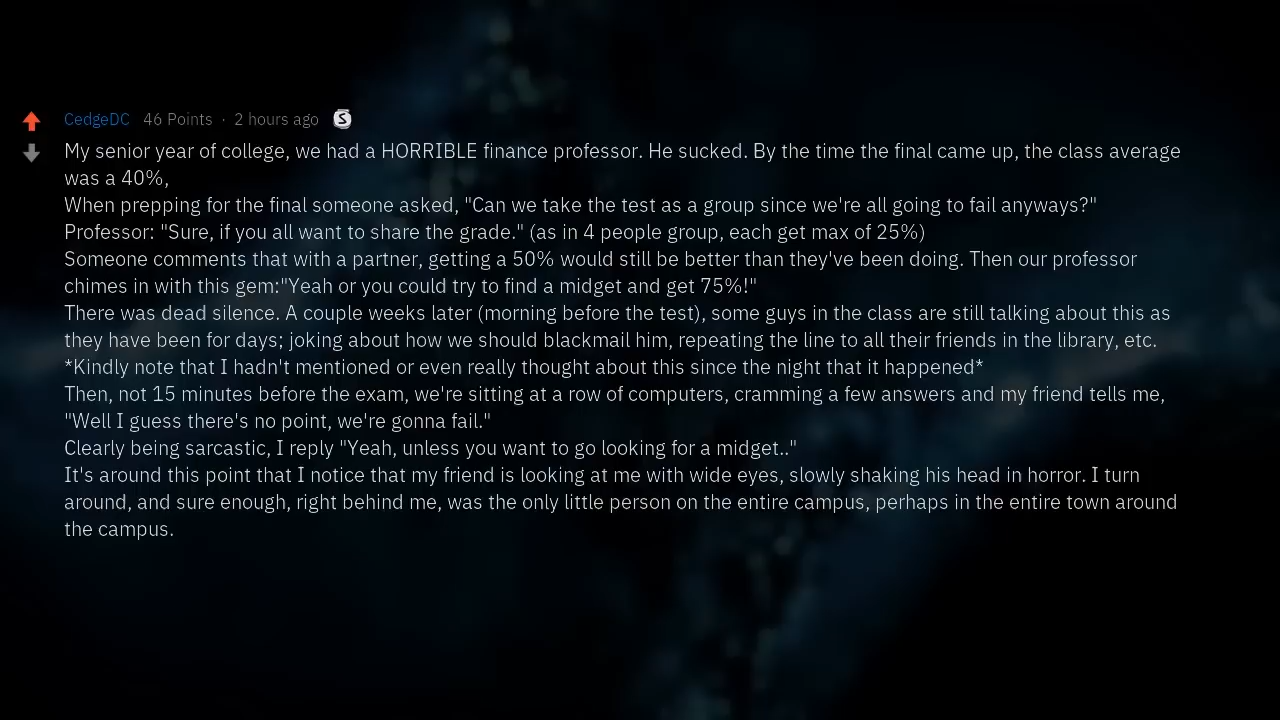 CedgeDC 46 Points · 2 hours ago S
My senior year of college, we had a HORRIBLE finance professor. He sucked. By the time the final came up, the class average
was a 40%,
When prepping for the final someone asked, "Can we take the test as a group since we're all going to fail anyways?"
Professor: "Sure, if you all want to share the grade." (as in 4 people group, each get max of 25%)
Someone comments that with a partner, getting a 50% would still be better than they've been doing. Then our professor
chimes in with this gem:"Yeah or you could try to find a midget and get 75%!"
There was dead silence. A couple weeks later (morning before the test), some guys in the class are still talking about this as
they have been for days; joking about how we should blackmail him, repeating the line to all their friends in the library, etc.
*Kindly note that I hadn't mentioned or even really thought about this since the night that it happened*
Then, not 15 minutes before the exam, we're sitting at a row of computers, cramming a few answers and my friend tells me,
"Well I guess there's no point, we're gonna fail."
Clearly being sarcastic, I reply "Yeah, unless you want to go looking for a midget.."
It's around this point that I notice that my friend is looking at me with wide eyes, slowly shaking his head in horror. I turn
around, and sure enough, right behind me, was the only little person on the entire campus, perhaps in the entire town around
the campus.